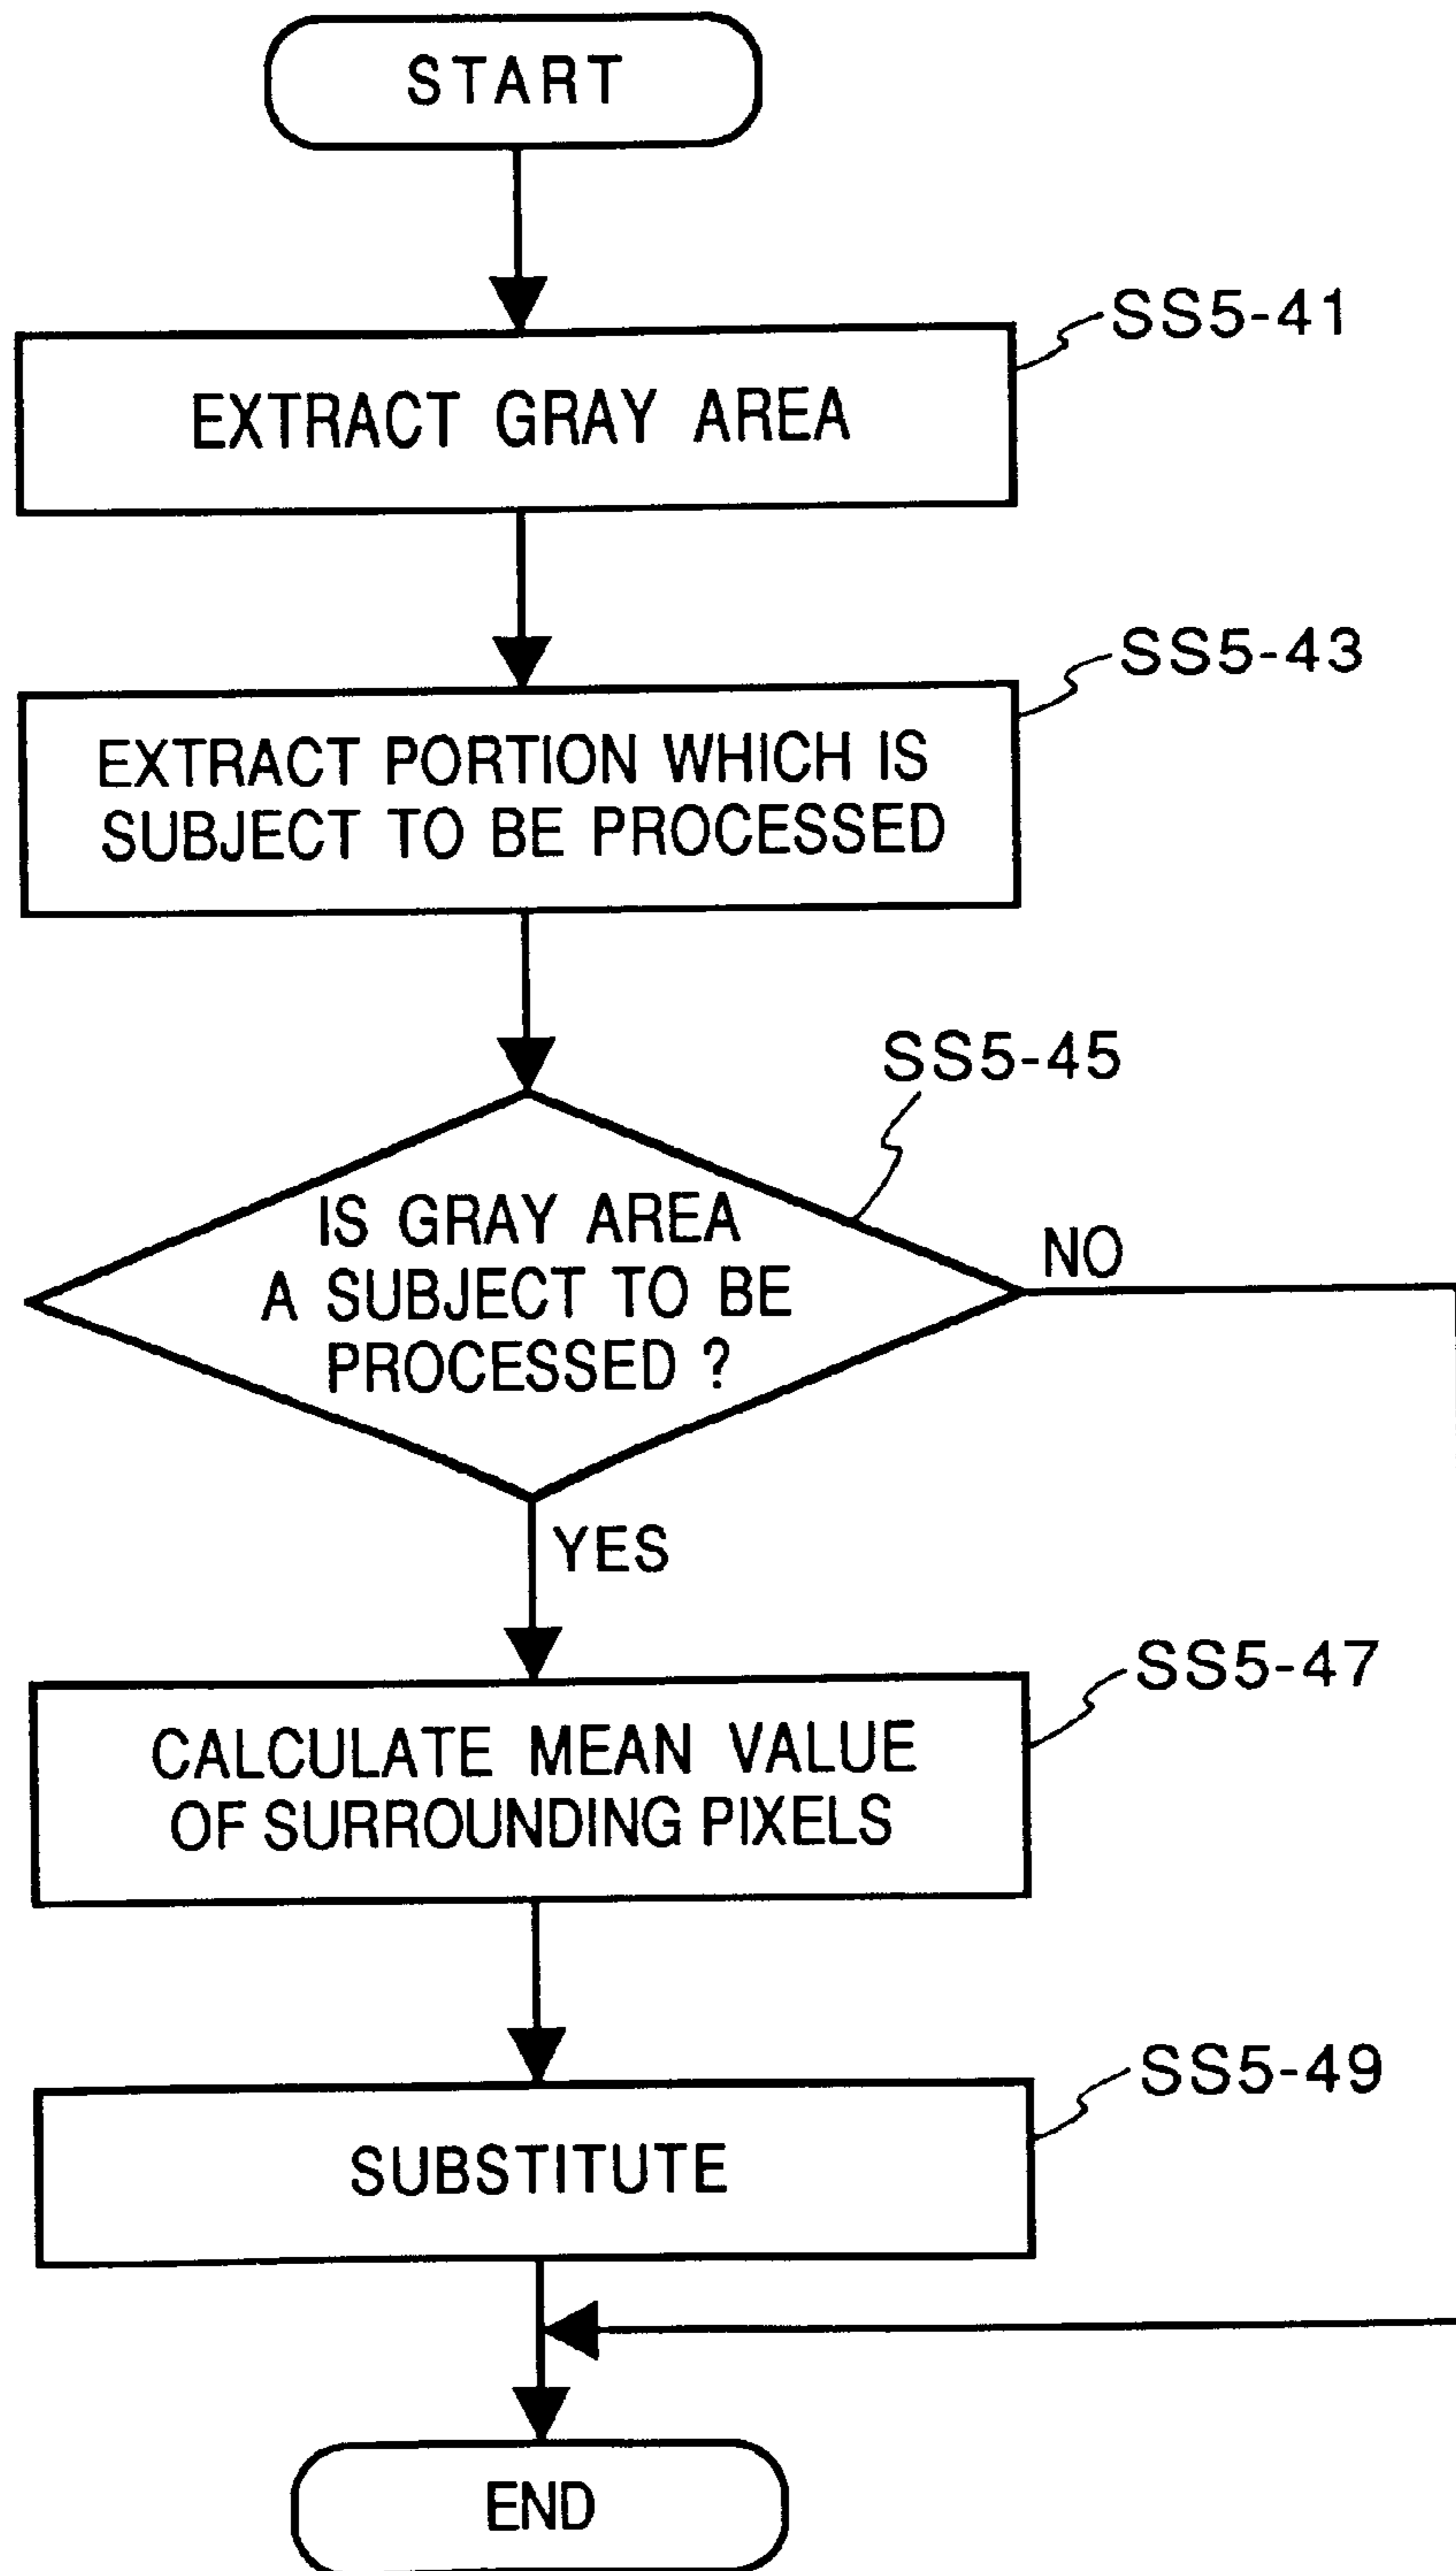 START
SS5-41
EXTRACT GRAY AREA
SS5-43
EXTRACT PORTION WHICH IS
SUBJECT TO BE PROCESSED
SS5-45
IS GRAY AREA
A SUBJECT TO BE
PROCESSED ?
NO
YES
SS5-47
CALCULATE MEAN VALUE
OF SURROUNDING PIXELS
SS5-49
SUBSTITUTE
END